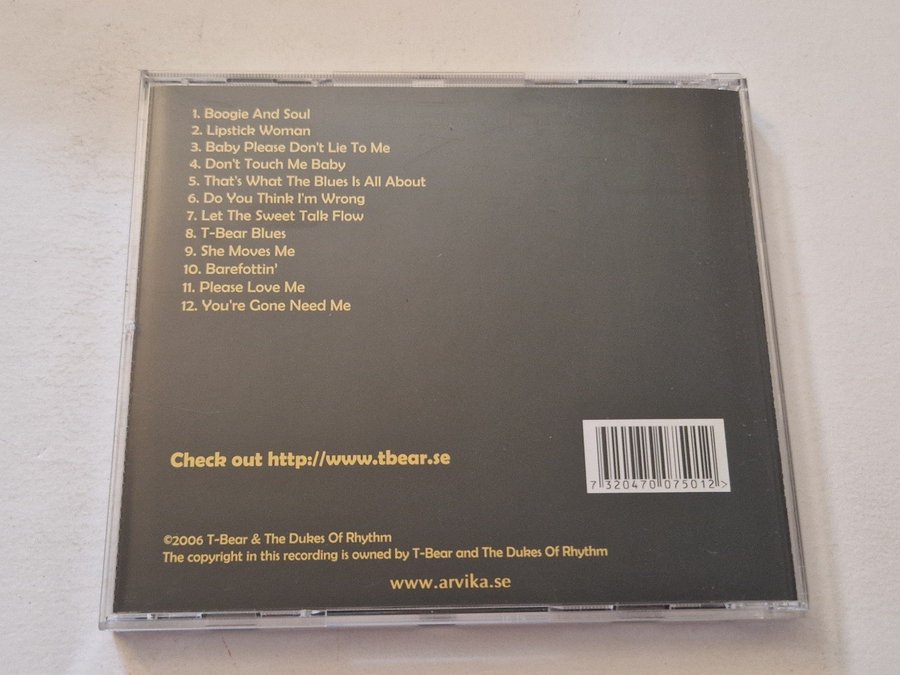 1. Boogie And Soul
2. Lipstick Woman
3. Baby Please Don't Lie To Me
4. Don't Touch Me Baby
5. That's What The Blues Is All About
6. Do You Think I'm Wrong
7. Let The Sweet Talk Flow
8. T-Bear Blues
9. She Moves Me
10. Barefottin'
11. Please Love Me
12. You're Gone Need Me
Check out http://www.tbear.se
7 320470 075012 >
©2006 T-Bear & The Dukes Of Rhythm
The copyright in this recording is owned by T-Bear and The Dukes Of Rhythm
www.arvika.se